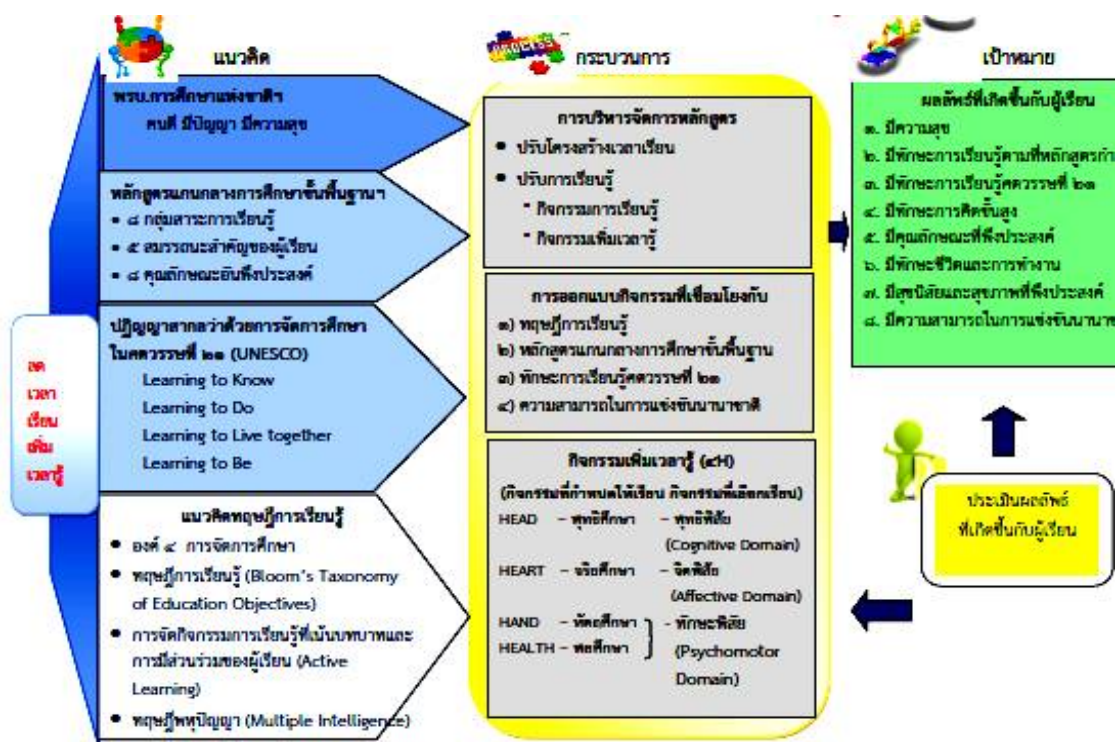 แนวคิด
พรบ.การศึกษาแห่งชาติฯ
คนดี มีปัญญา มีความสุข
หลักสูตรแกนกลางการศึกษาขั้นพื้นฐานฯ
• ๘ กลุ่มสาระการเรียนรู้
• ๕ สมรรถนะสำคัญของผู้เรียน
• ๘ คุณลักษณะอันพึงประสงค์
ปฏิญญาสากลว่าด้วยการจัดการศึกษา
ในศตวรรษที่ ๒๑ (UNESCO)
Learning to Know
Learning to Do
Learning to Live together
Learning to Be
แนวคิดทฤษฎีการเรียนรู้
• องค์ ๔ การจัดการศึกษา
• ทฤษฎีการเรียนรู้ (Bloom's Taxonomy
of Education Objectives)
• การจัดกิจกรรมการเรียนรู้ที่เน้นบทบาทและ
การมีส่วนร่วมของผู้เรียน (Active
Learning)
• ทฤษฎีพหุปัญญา (Multiple Intelligence)
ลด
เวลา
เรียน
เพิ่ม
เวลารู้
PROCESS
กระบวนการ
การบริหารจัดการหลักสูตร
• ปรับโครงสร้างเวลาเรียน
• ปรับการเรียนรู้
* กิจกรรมการเรียนรู้
* กิจกรรมเพิ่มเวลารู้
การออกแบบกิจกรรมที่เชื่อมโยงกับ
๑) ทฤษฎีการเรียนรู้
๒) หลักสูตรแกนกลางการศึกษาขั้นพื้นฐาน
๓) ทักษะการเรียนรู้ศตวรรษที่ ๒๑
๔) ความสามารถในการแข่งขันนานาชาติ
กิจกรรมเพิ่มเวลารู้ (๔H)
(กิจกรรมที่กำหนดให้เรียน กิจกรรมที่เลือกเรียน)
HEAD – พุทธิศึกษา – พุทธิพิสัย
(Cognitive Domain)
HEART – จริยศึกษา – จิตพิสัย
(Affective Domain)
HAND – หัตถศึกษา - ทักษะพิสัย
HEALTH – พลศึกษา (Psychomotor
Domain)
เป้าหมาย
ผลลัพธ์ที่เกิดขึ้นกับผู้เรียน
๑. มีความสุข
๒. มีทักษะการเรียนรู้ตามที่หลักสูตรกำ
๓. มีทักษะการเรียนรู้ศตวรรษที่ ๒๑
๔. มีทักษะการคิดขั้นสูง
๕. มีคุณลักษณะที่พึงประสงค์
๖. มีทักษะชีวิตและการทำงาน
๗. มีสุขนิสัยและสุขภาพที่พึงประสงค์
๘. มีความสามารถในการแข่งขันนานาช
ประเมินผลลัพธ์
ที่เกิดขึ้นกับผู้เรียน